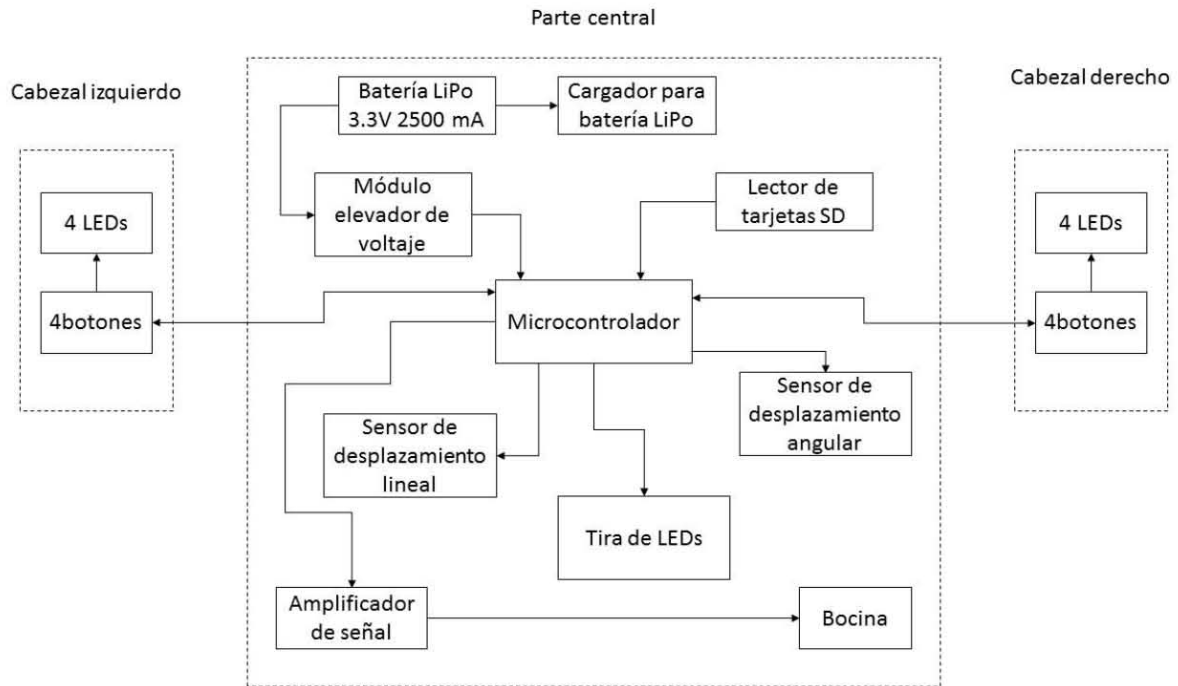 Parte central
Cabezal izquierdo
Cabezal derecho
Batería LiPo
3.3V 2500 mA
Cargador para
batería LiPo
Módulo
elevador de
voltaje
Lector de
tarjetas SD
4 LEDs
4botones
Microcontrolador
4 LEDs
4botones
Sensor de
desplazamiento
lineal
Sensor de
desplazamiento
angular
Tira de LEDs
Amplificador
de señal
Bocina